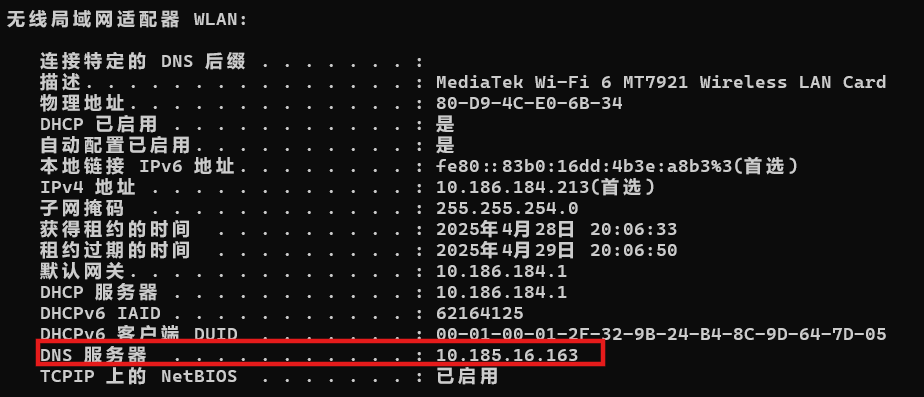 无线局域网适配器 WLAN:
连接特定的 DNS 后缀 . . . . . . . :
描述. . . . . . . . . . . . . . . : MediaTek Wi-Fi 6 MT7921 Wireless LAN Card
物理地址. . . . . . . . . . . . . : 80-D9-4C-E0-6B-34
DHCP 已启用 . . . . . . . . . . . : 是
自动配置已启用. . . . . . . . . . : 是
本地链接 IPv6 地址. . . . . . . . : fe80::83b0:16dd:4b3e:a8b3%3(首选)
IPv4 地址 . . . . . . . . . . . . : 10.186.184.213(首选)
子网掩码  . . . . . . . . . . . . : 255.255.254.0
获得租约的时间  . . . . . . . . . : 2025年4月28日 20:06:33
租约过期的时间  . . . . . . . . . : 2025年4月29日 20:06:50
默认网关. . . . . . . . . . . . . : 10.186.184.1
DHCP 服务器 . . . . . . . . . . . : 10.186.184.1
DHCPv6 IAID . . . . . . . . . . . : 62164125
DHCPv6 客户端 DUID  . . . . . . . : 00-01-00-01-2F-32-9B-24-B4-8C-9D-64-7D-05
DNS 服务器  . . . . . . . . . . . : 10.185.16.163
TCPIP 上的 NetBIOS  . . . . . . . : 已启用